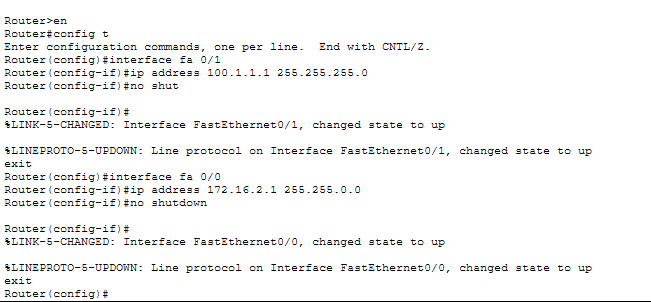 Router>en
Router#config t
Enter configuration commands, one per line.  End with CNTL/Z.
Router(config)#interface fa 0/1
Router(config-if)#ip address 100.1.1.1 255.255.255.0
Router(config-if)#no shut
Router(config-if)#
%LINK-5-CHANGED: Interface FastEthernet0/1, changed state to up
%LINEPROTO-5-UPDOWN: Line protocol on Interface FastEthernet0/1, changed state to up
exit
Router(config)#interface fa 0/0
Router(config-if)#ip address 172.16.2.1 255.255.0.0
Router(config-if)#no shutdown
Router(config-if)#
%LINK-5-CHANGED: Interface FastEthernet0/0, changed state to up
%LINEPROTO-5-UPDOWN: Line protocol on Interface FastEthernet0/0, changed state to up
exit
Router(config)#